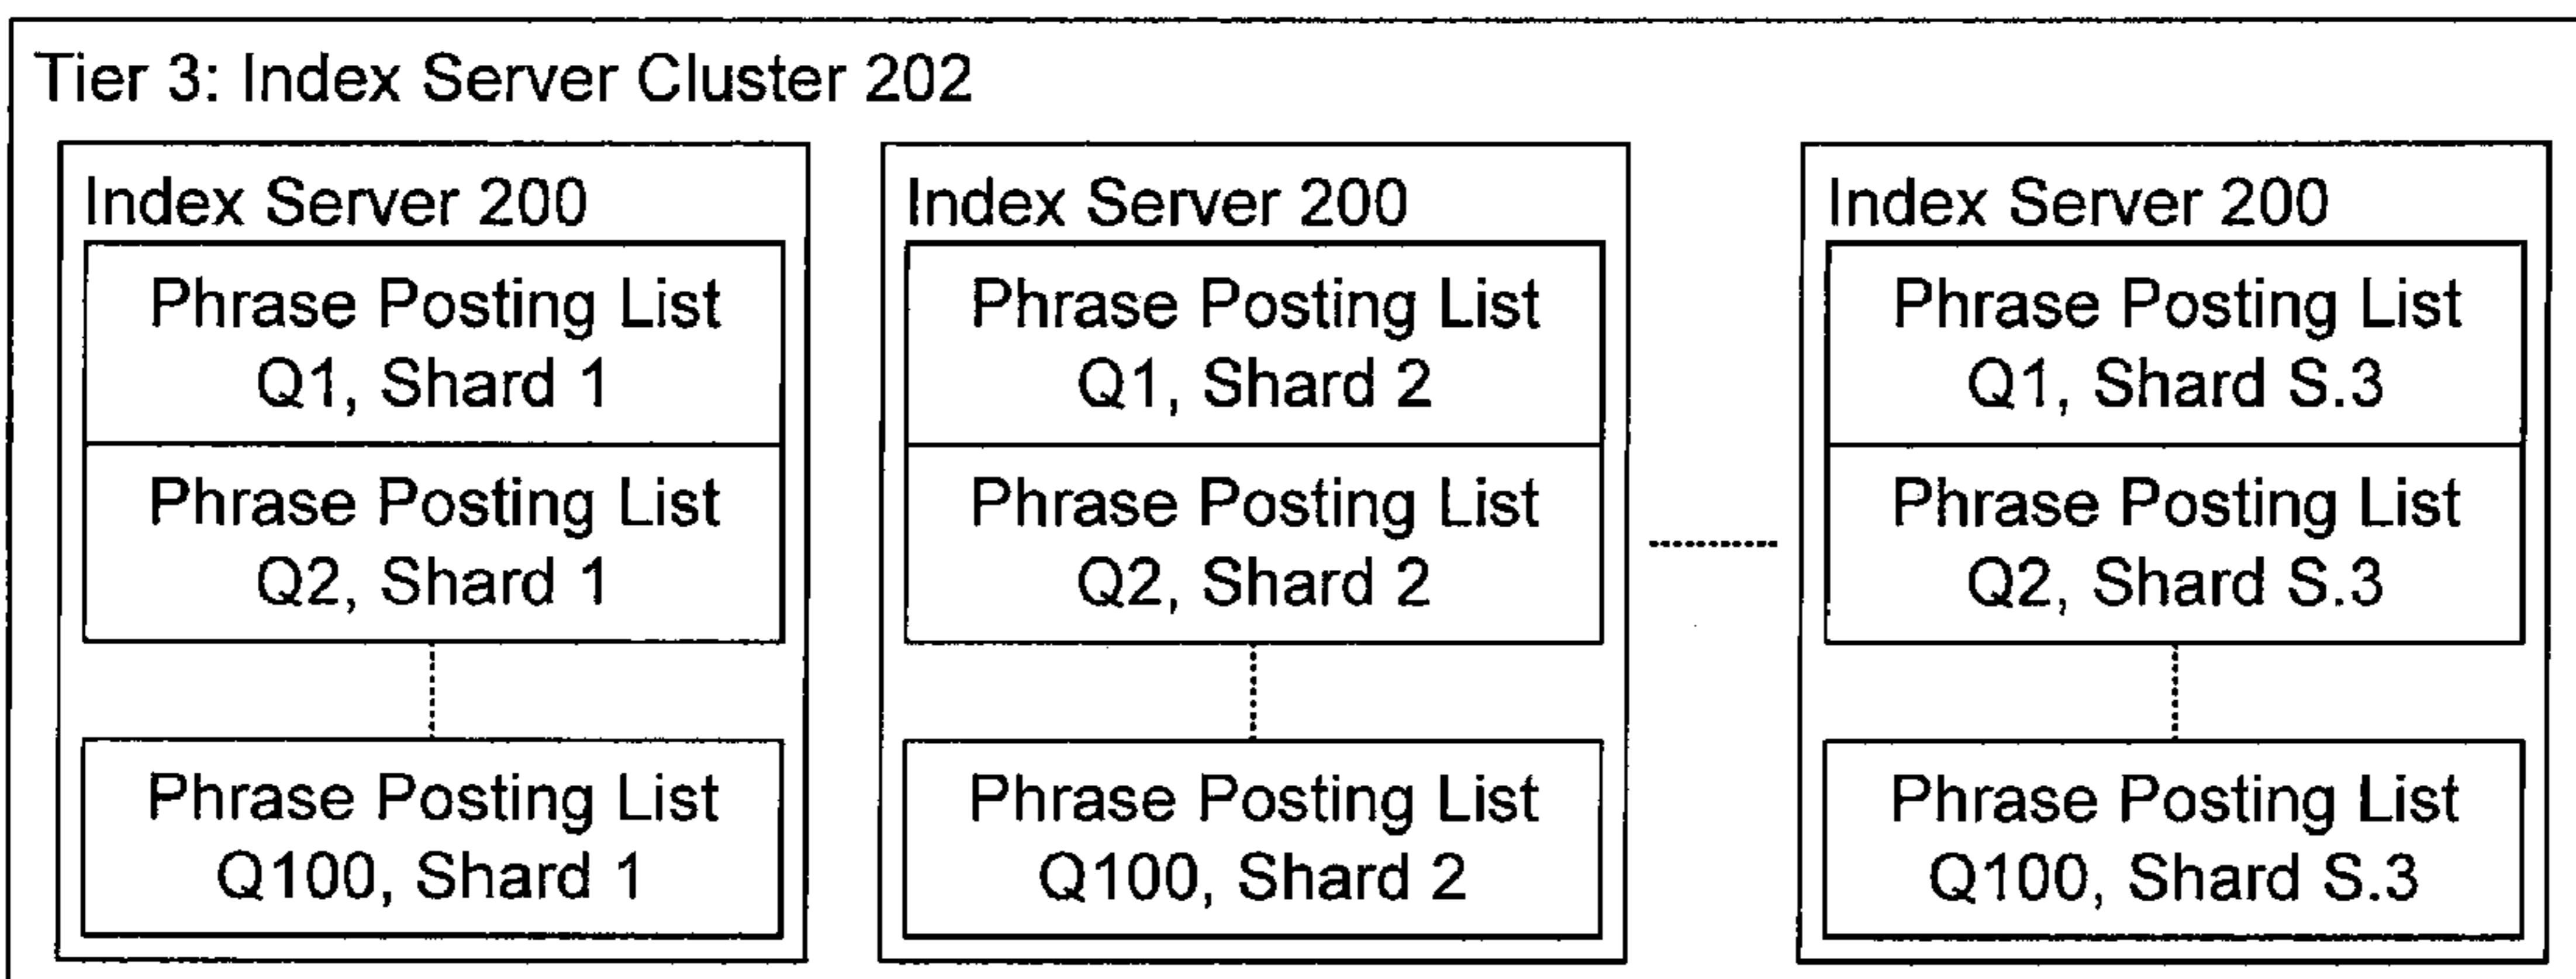 Tier 3: Index Server Cluster 202
Index Server 200
Phrase Posting List
Q1, Shard 1
Phrase Posting List
Q2, Shard 1
Phrase Posting List
Q100, Shard 1
Index Server 200
Phrase Posting List
Q1, Shard 2
Phrase Posting List
Q2, Shard 2
Phrase Posting List
Q100, Shard 2
Index Server 200
Phrase Posting List
Q1, Shard S.3
Phrase Posting List
Q2, Shard S.3
Phrase Posting List
Q100, Shard S.3